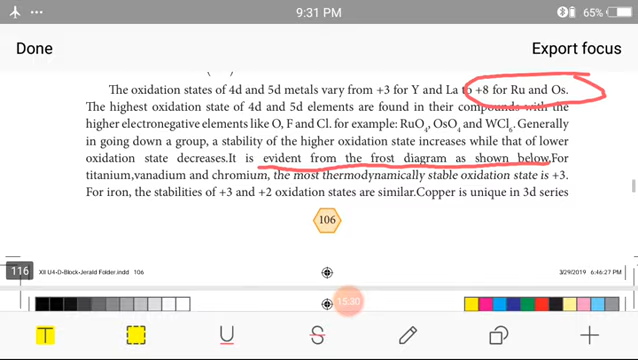 9:31 PM
65%
Done
Export focus
The oxidation states of 4d and 5d metals vary from +3 for Y and La to +8 for Ru and Os.
The highest oxidation state of 4d and 5d elements are found in their compounds with the
higher electronegative elements like O, F and Cl. for example: RuO₄, OsO₄ and WCl₆. Generally
in going down a group, a stability of the higher oxidation state increases while that of lower
oxidation state decreases.It is evident from the frost diagram as shown below.For
titanium,vanadium and chromium, the most thermodynamically stable oxidation state is +3.
For iron, the stabilities of +3 and +2 oxidation states are similar.Copper is unique in 3d series
106
116
XII U4-D-Block-Jerald Folder.indd 106
3/29/2019 6:46:27 PM
15:30
T
U
S